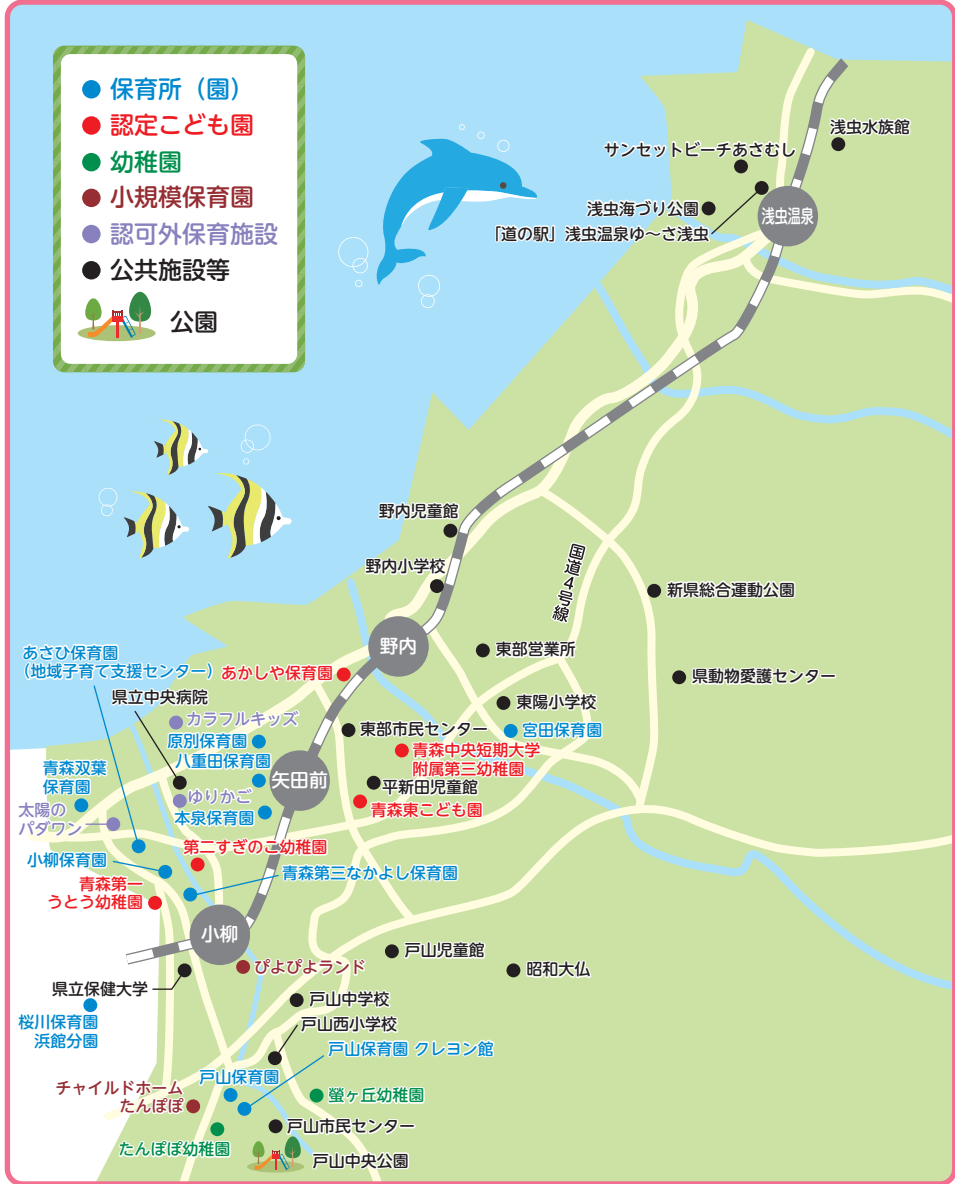 保育所（園）
認定こども園
幼稚園
小規模保育園
認可外保育施設
公共施設等
公園
浅虫水族館
サンセットビーチあさむし
浅虫海づり公園
「道の駅」浅虫温泉ゆ〜さ浅虫
浅虫温泉
野内児童館
野内小学校
国道4号線
新県総合運動公園
野内
東部営業所
県動物愛護センター
あさひ保育園
（地域子育て支援センター）
あかしや保育園
県立中央病院
カラフルキッズ
原別保育園
八重田保育園
東陽小学校
東部市民センター
宮田保育園
青森中央短期大学
附属第三幼稚園
矢田前
平新田児童館
青森東こども園
青森双葉
保育園
ゆりかご
本泉保育園
太陽の
パダワン
第二すぎのこ幼稚園
小柳保育園
青森第三なかよし保育園
青森第一
うとう幼稚園
小柳
戸山児童館
ぴよぴよランド
昭和大仏
県立保健大学
戸山中学校
桜川保育園
浜館分園
戸山西小学校
戸山保育園 クレヨン館
戸山保育園
チャイルドホーム
たんぽぽ
螢ヶ丘幼稚園
戸山市民センター
たんぽぽ幼稚園
戸山中央公園